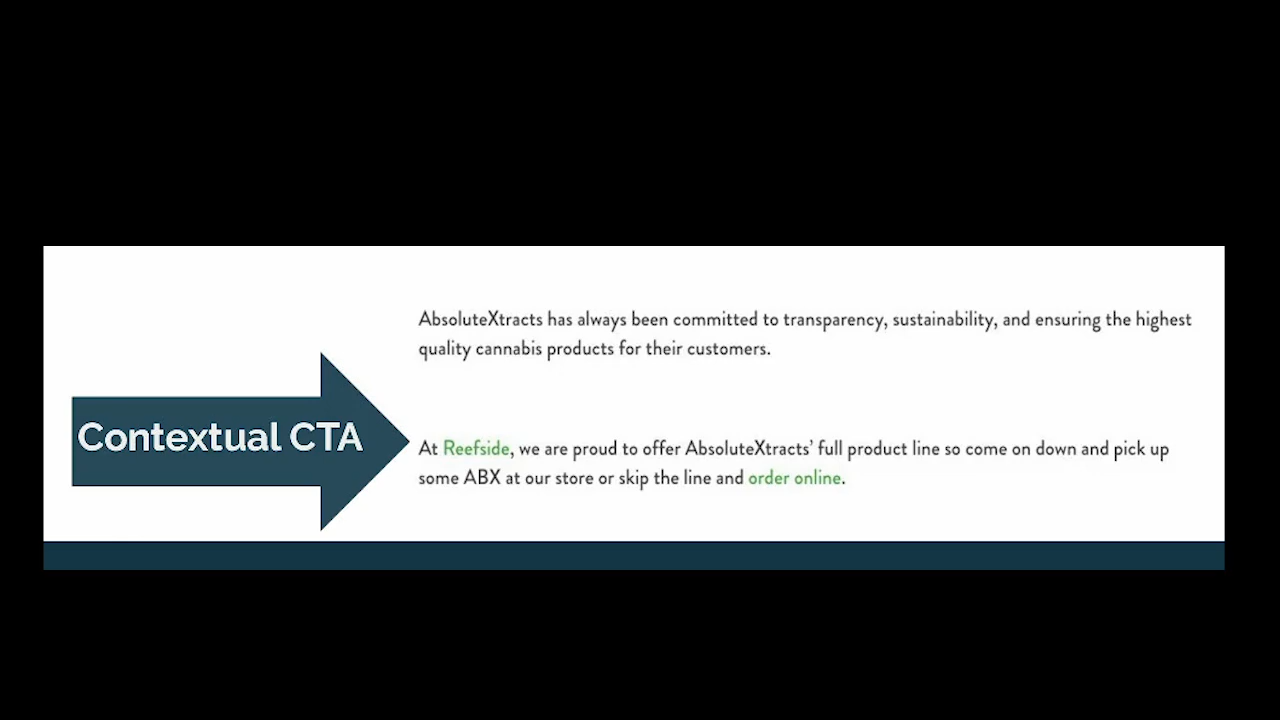 AbsoluteXtracts has always been committed to transparency, sustainability, and ensuring the highest
quality cannabis products for their customers.
Contextual CTA
At Reefside, we are proud to offer AbsoluteXtracts’ full product line so come on down and pick up
some ABX at our store or skip the line and order online.